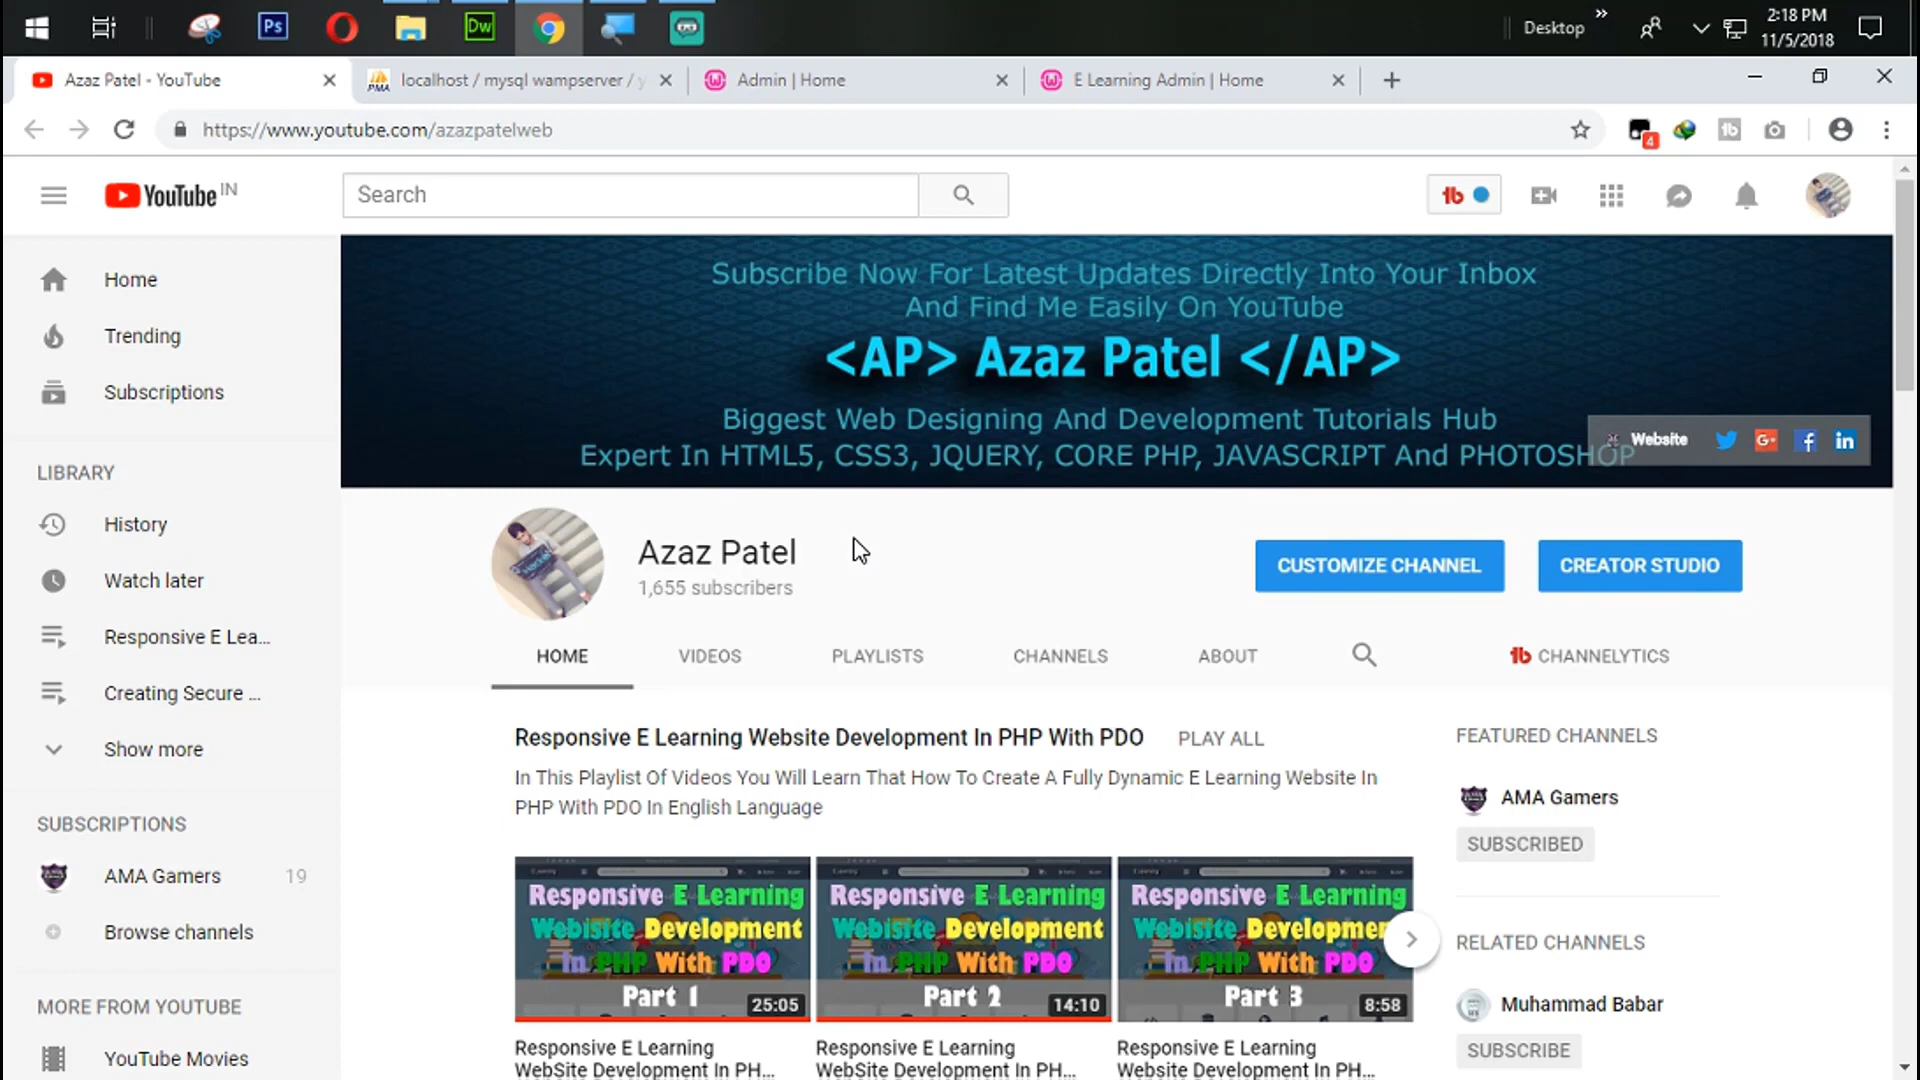 Ps
Dw
Desktop
»
2:18 PM
11/5/2018
Azaz Patel - YouTube
PMA
localhost / mysql wampserver / y
Admin | Home
E Learning Admin | Home
https://www.youtube.com/azazpatelweb
4
YouTube IN
Search
Home
Trending
Subscriptions
LIBRARY
History
Watch later
Responsive E Lea...
Creating Secure ...
Show more
SUBSCRIPTIONS
AMA Gamers 19
Browse channels
MORE FROM YOUTUBE
YouTube Movies
Subscribe Now For Latest Updates Directly Into Your Inbox
And Find Me Easily On YouTube
<AP> Azaz Patel </AP>
Biggest Web Designing And Development Tutorials Hub
Expert In HTML5, CSS3, JQUERY, CORE PHP, JAVASCRIPT And PHOTOSHOP
Website
G+
in
Azaz Patel
1,655 subscribers
CUSTOMIZE CHANNEL
CREATOR STUDIO
HOME
VIDEOS
PLAYLISTS
CHANNELS
ABOUT
CHANNELYTICS
Responsive E Learning Website Development In PHP With PDO
PLAY ALL
In This Playlist Of Videos You Will Learn That How To Create A Fully Dynamic E Learning Website In
PHP With PDO In English Language
Responsive E Learning
Webisite Development
In PHP With PDO
Part 1
25:05
Responsive E Learning
WebSite Development In PH...
Responsive E Learning
Webisite Development
In PHP With PDO
Part 2
14:10
Responsive E Learning
WebSite Development In PH...
Responsive E Learning
Webisite Developmen
In PHP With PDO
Part 3
8:58
Responsive E Learning
WebSite Development In PH...
FEATURED CHANNELS
AMA Gamers
SUBSCRIBED
RELATED CHANNELS
Muhammad Babar
SUBSCRIBE